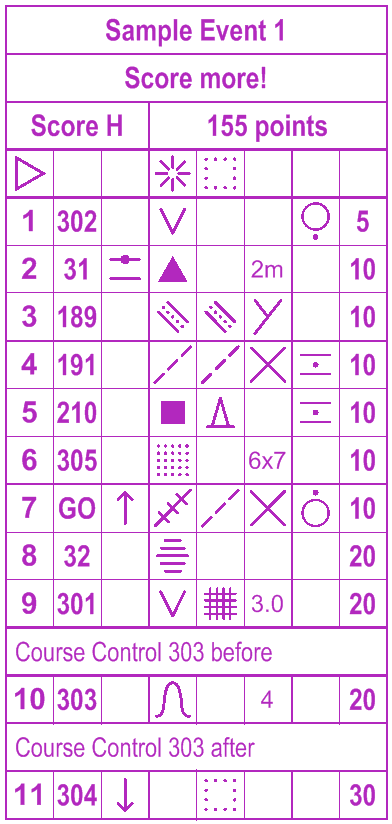 Sample Event 1
Score more!
Score H 155 points
1 302 5
2 31 2m 10
3 189 10
4 191 10
5 210 10
6 305 6x7 10
7 GO 10
8 32 20
9 301 3.0 20
Course Control 303 before
10 303 4 20
Course Control 303 after
11 304 30